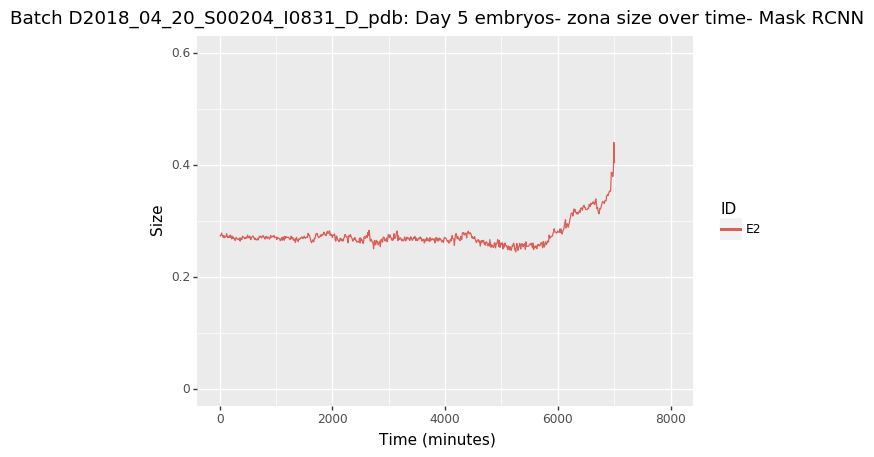 Batch D2018_04_20_S00204_I0831_D_pdb: Day 5 embryos- zona size over time- Mask RCNN
0.6
0.4
0.2
0
Size
0 2000 4000 6000 8000
Time (minutes)
ID
E2